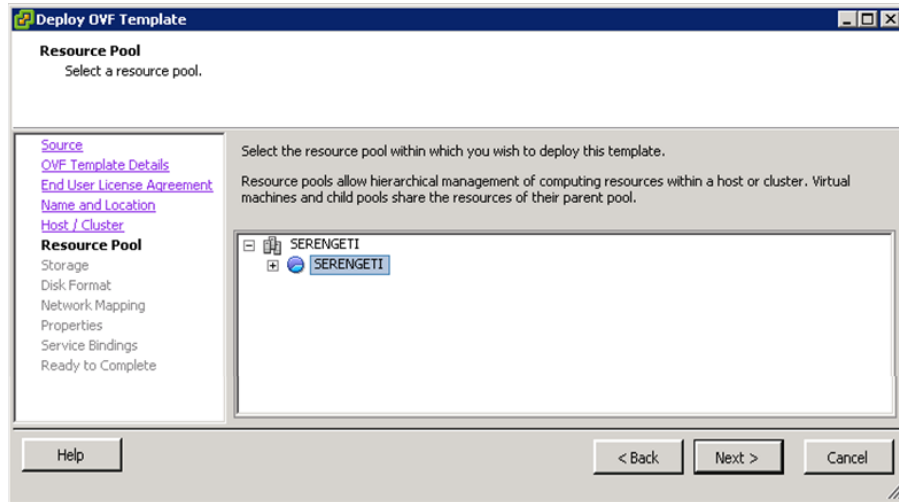 Deploy OVF Template
Resource Pool
Select a resource pool.
Source
OVF Template Details
End User License Agreement
Name and Location
Host / Cluster
Resource Pool
Storage
Disk Format
Network Mapping
Properties
Service Bindings
Ready to Complete
Select the resource pool within which you wish to deploy this template.
Resource pools allow hierarchical management of computing resources within a host or cluster. Virtual
machines and child pools share the resources of their parent pool.
SERENGETI
SERENGETI
Help
< Back
Next >
Cancel